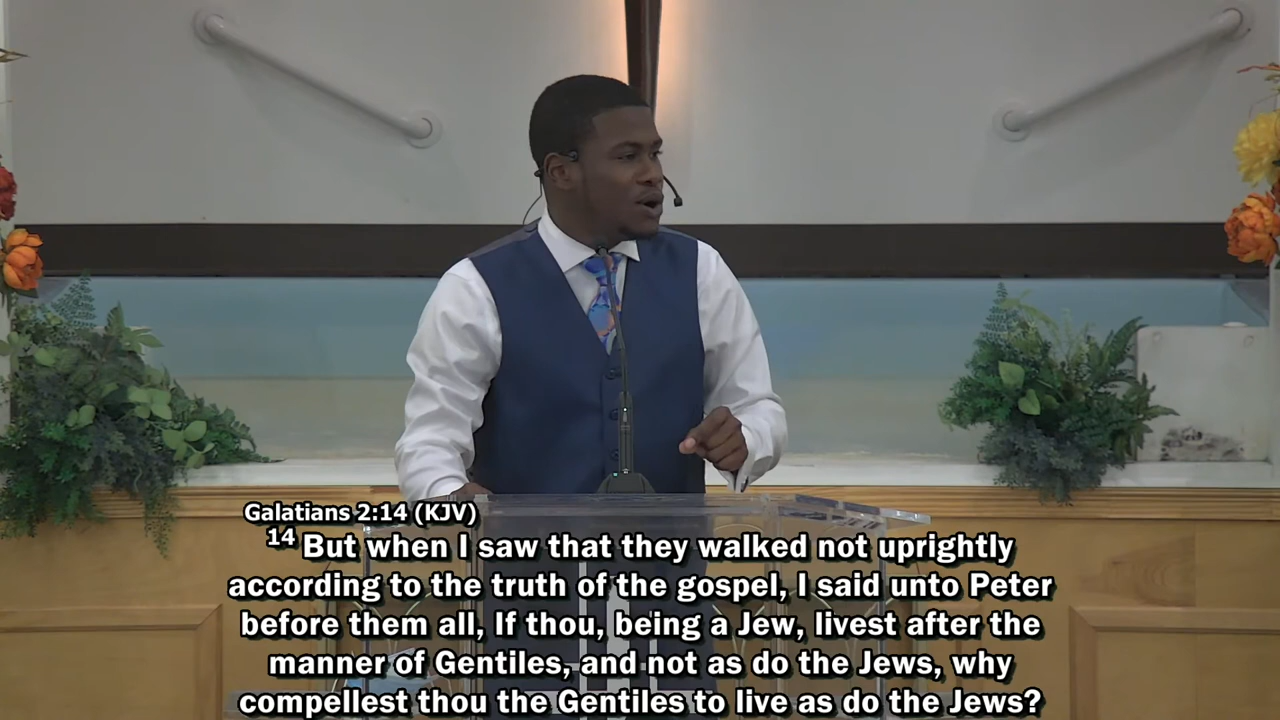 Galatians 2:14 (KJV)
14 But when I saw that they walked not uprightly
according to the truth of the gospel, I said unto Peter
before them all, If thou, being a Jew, livest after the
manner of Gentiles, and not as do the Jews, why
compellest thou the Gentiles to live as do the Jews?